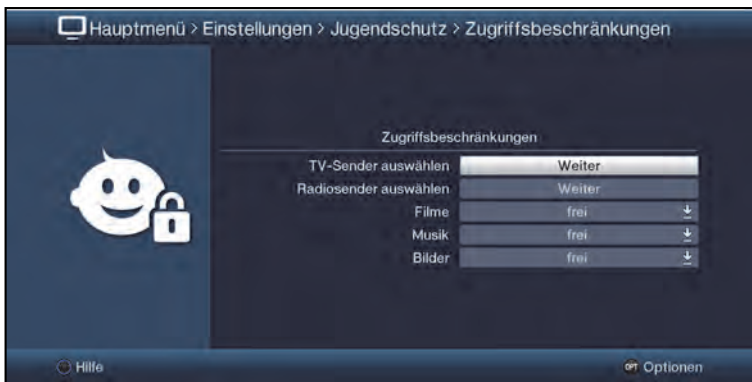 Hauptmenü > Einstellungen > Jugendschutz > Zugriffsbeschränkungen
Zugriffsbeschränkungen
TV-Sender auswählen Weiter
Radiosender auswählen Weiter
Filme frei
Musik frei
Bilder frei
Hilfe OPT Optionen